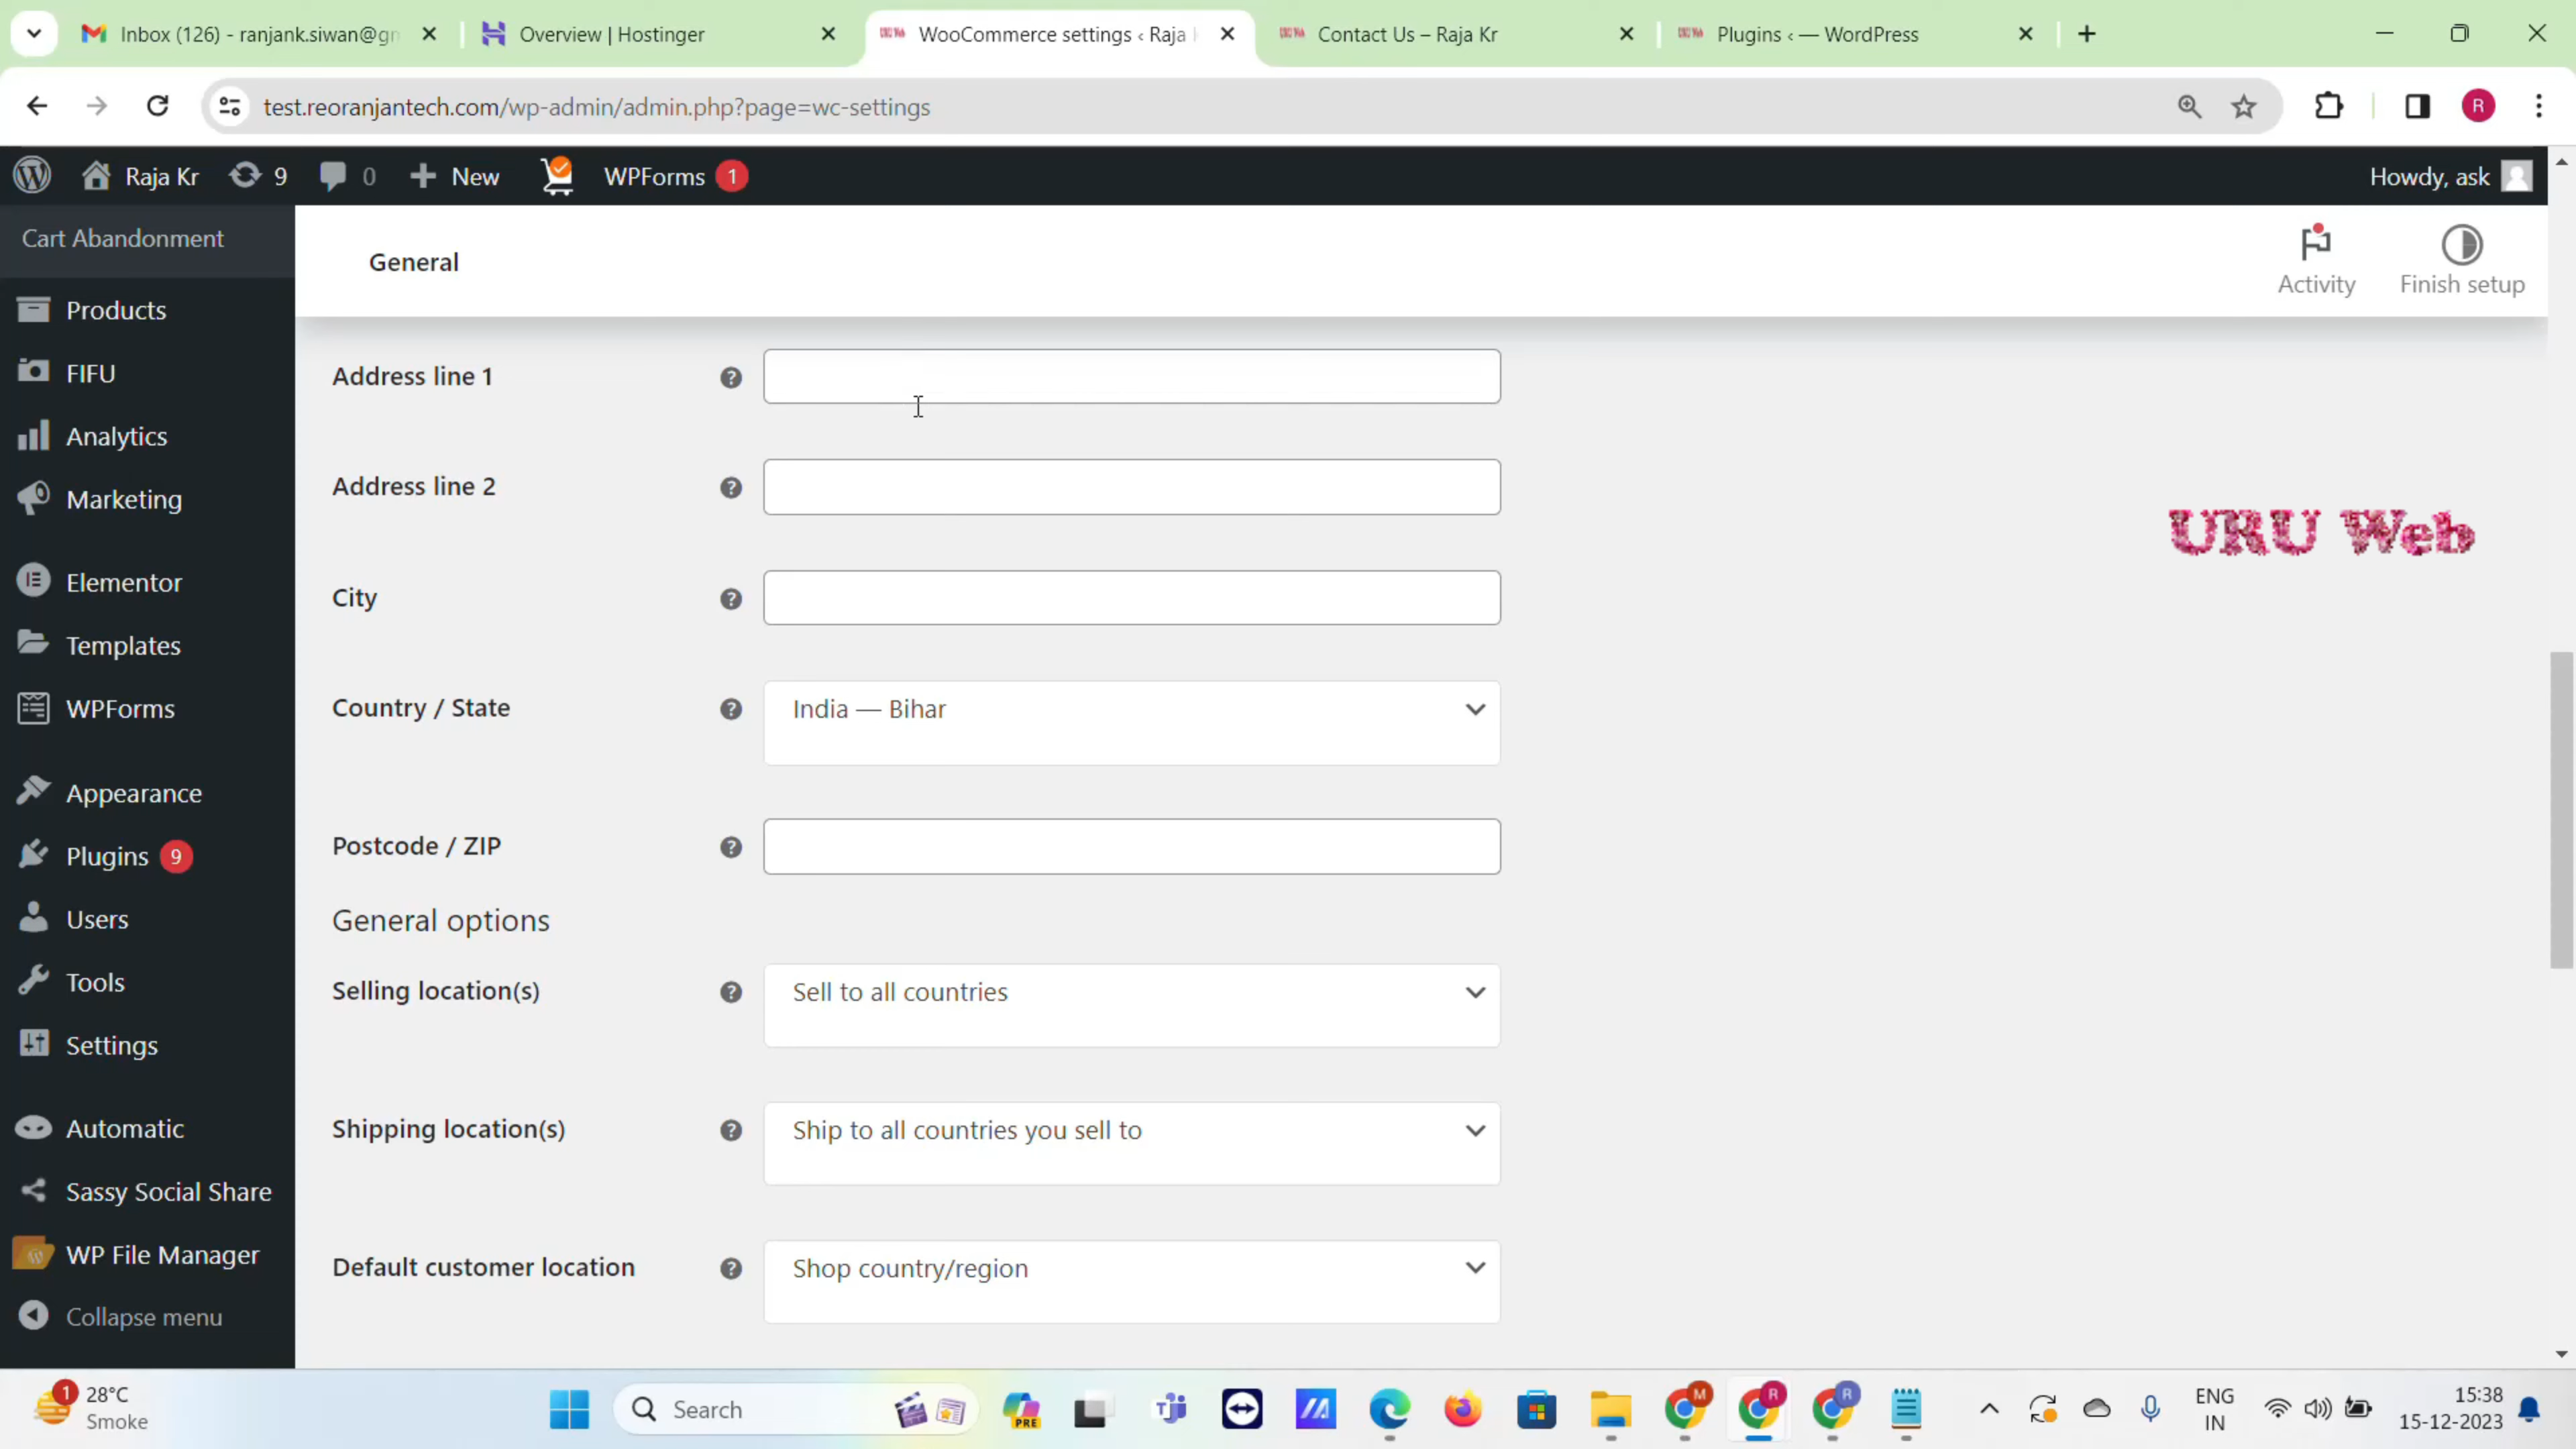 Inbox (126) - ranjank.siwan@gm
Overview | Hostinger
WooCommerce settings ‹ Raja
Contact Us – Raja Kr
Plugins ‹ — WordPress
test.reoranjantech.com/wp-admin/admin.php?page=wc-settings
R
Raja Kr
9
0
New
WPForms 1
Howdy, ask
Cart Abandonment
Products
FIFU
Analytics
Marketing
Elementor
Templates
WPForms
Appearance
Plugins 9
Users
Tools
Settings
Automatic
Sassy Social Share
WP File Manager
Collapse menu
General
Activity
Finish setup
Address line 1
Address line 2
City
Country / State
India — Bihar
Postcode / ZIP
General options
Selling location(s)
Sell to all countries
Shipping location(s)
Ship to all countries you sell to
Default customer location
Shop country/region
URU Web
1
28°C
Smoke
Search
PRE
M
R
R
ENG
IN
15:38
15-12-2023